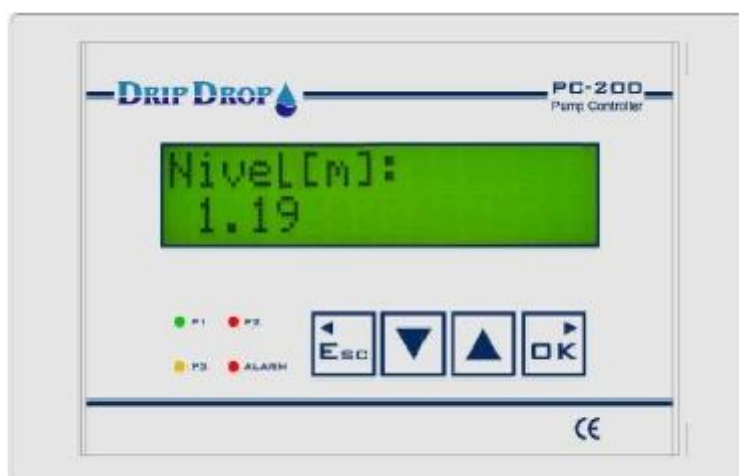 DRIP DROP
PC-200
Pump Controller
Nivel[m]:
1.19
P1 P2
P3 ALARM
Esc
OK
CE